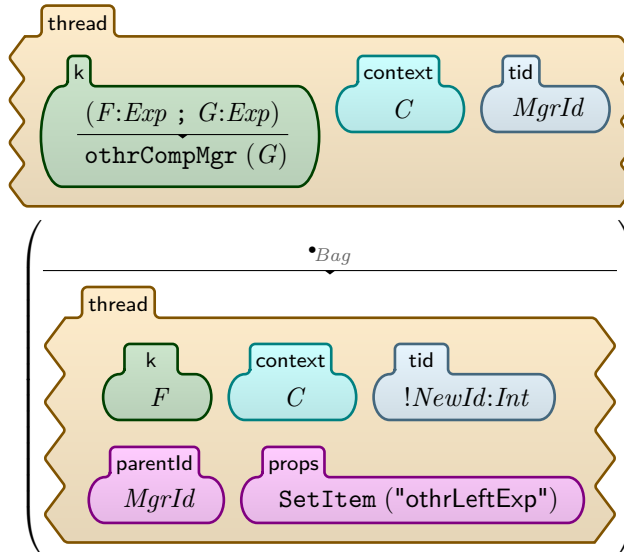 thread
k context tid
(F:Exp ; G:Exp) C MgrId
othrCompMgr (G)
•Bag
thread
k context tid
F C !NewId:Int
parentId props
MgrId SetItem ("othrLeftExp")